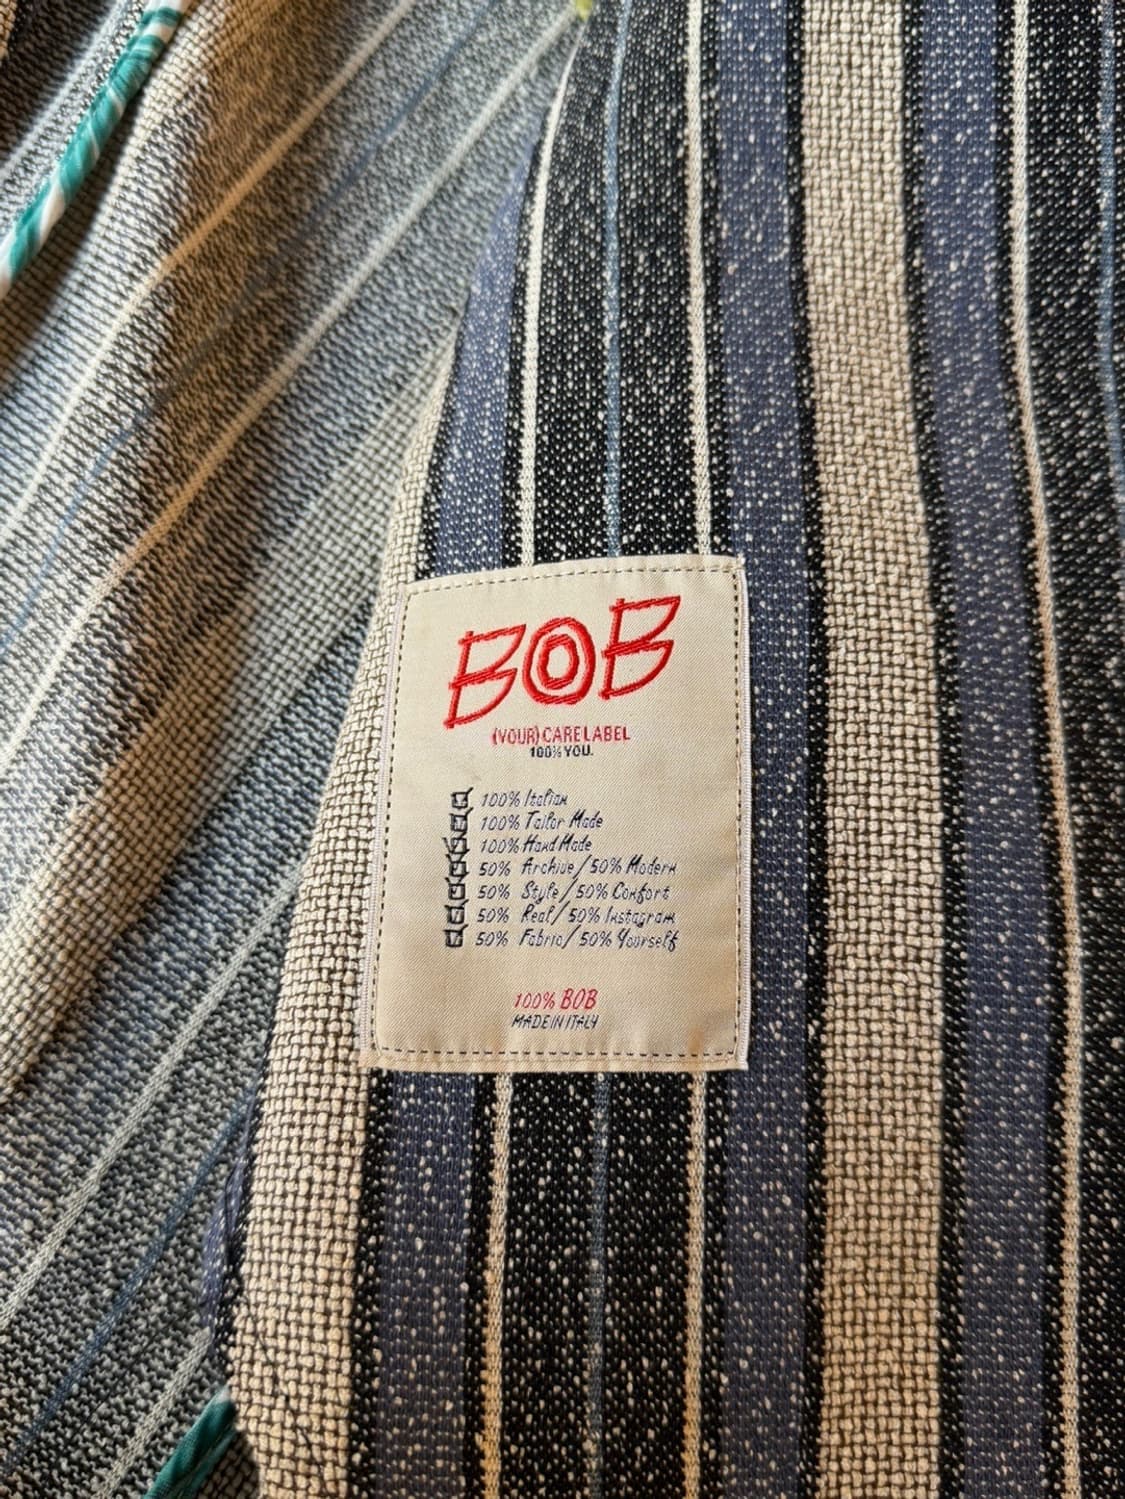 BOB
(YOUR) CARE LABEL
100% YOU.
100% Italian
100% Tailor Made
100% Hand Made
50% Archive / 50% Modern
50% Style / 50% Confort
50% Real / 50% Instagram
50% Fabric / 50% Yourself
100% BOB
MADE IN ITALY